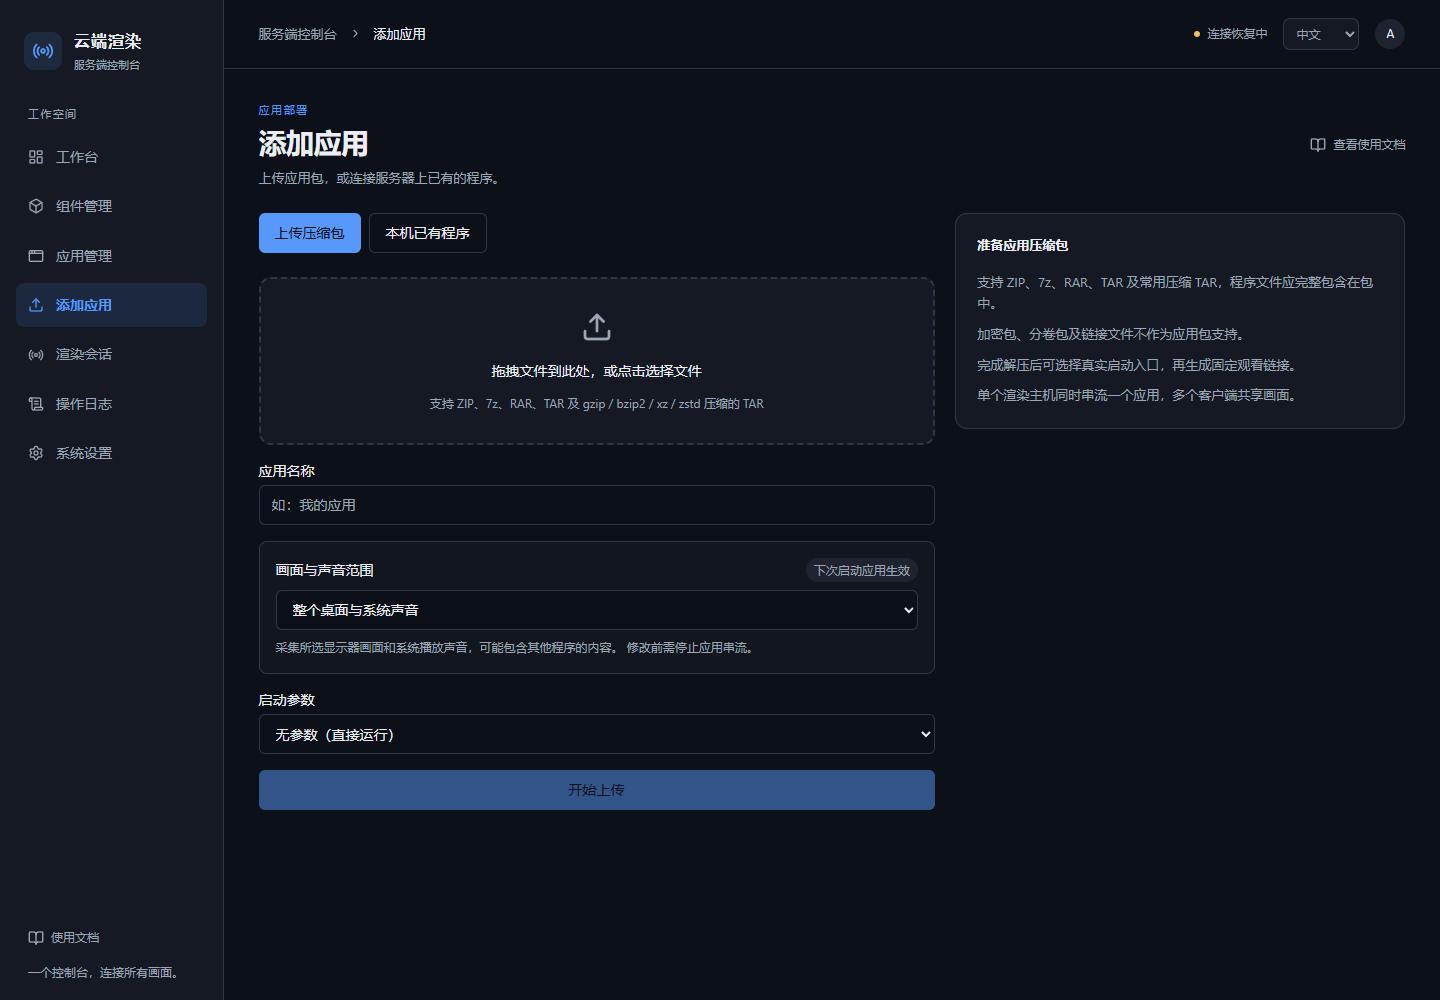 云端渲染
服务端控制台
工作空间
工作台
组件管理
应用管理
添加应用
渲染会话
操作日志
系统设置
使用文档
一个控制台，连接所有画面。
服务端控制台 > 添加应用
连接恢复中
中文
A
应用部署
添加应用
上传应用包，或连接服务器上已有的程序。
查看使用文档
上传压缩包
本机已有程序
拖拽文件到此处，或点击选择文件
支持 ZIP、7z、RAR、TAR 及 gzip / bzip2 / xz / zstd 压缩的 TAR
应用名称
如：我的应用
画面与声音范围
下次启动应用生效
整个桌面与系统声音
采集所选显示器画面和系统播放声音，可能包含其他程序的内容。 修改前需停止应用串流。
启动参数
无参数（直接运行）
开始上传
准备应用压缩包
支持 ZIP、7z、RAR、TAR 及常用压缩 TAR，程序文件应完整包含在包
中。
加密包、分卷包及链接文件不作为应用包支持。
完成解压后可选择真实启动入口，再生成固定观看链接。
单个渲染主机同时串流一个应用，多个客户端共享画面。